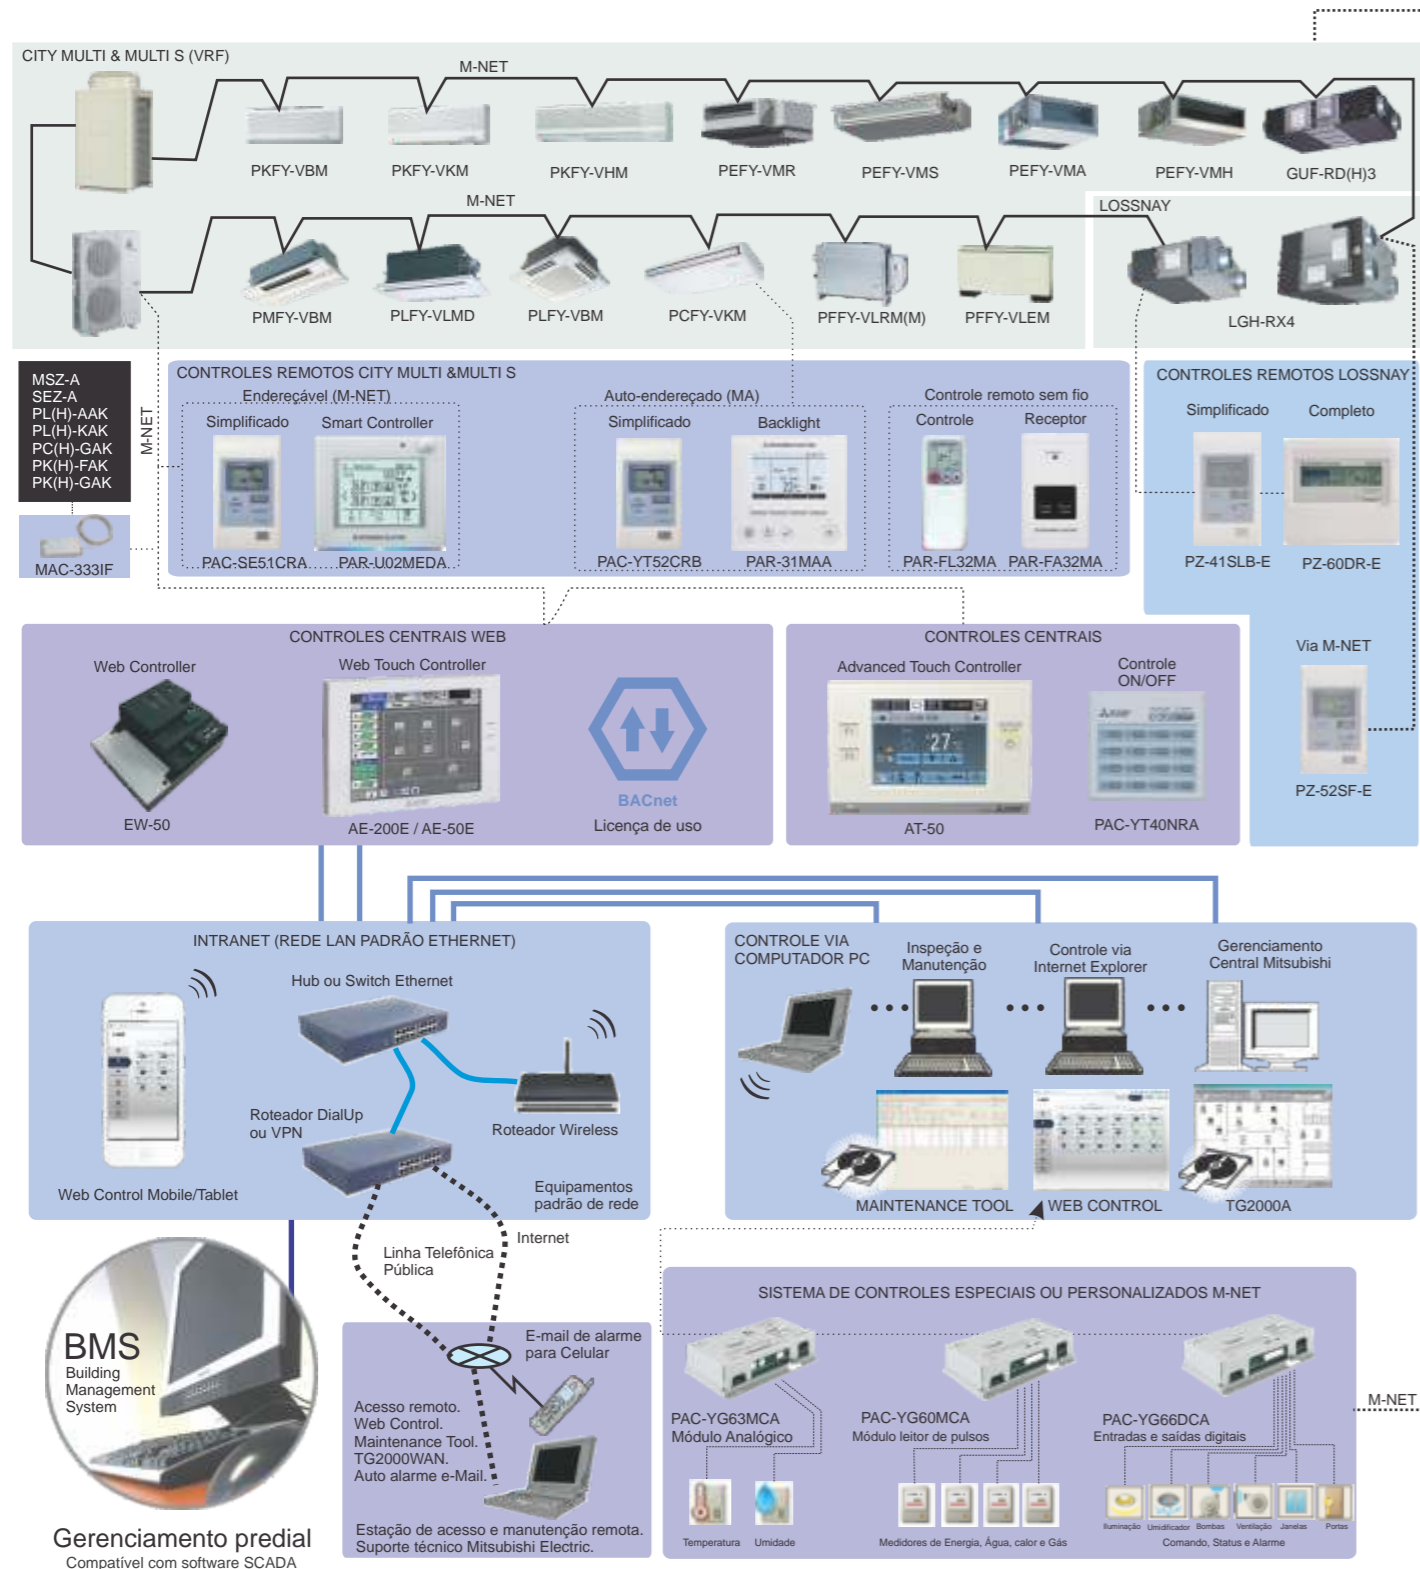 CITY MULTI & MULTI S (VRF)
M-NET
PKFY-VBM
PKFY-VKM
PKFY-VHM
PEFY-VMR
PEFY-VMS
PEFY-VMA
PEFY-VMH
GUF-RD(H)3
M-NET
LOSSNAY
PMFY-VBM
PLFY-VLMD
PLFY-VBM
PCFY-VKM
PFFY-VLRM(M)
PFFY-VLEM
LGH-RX4
MSZ-A
SEZ-A
PL(H)-AAK
PL(H)-KAK
PC(H)-GAK
PK(H)-FAK
PK(H)-GAK
M-NET
MAC-333IF
CONTROLES REMOTOS CITY MULTI &MULTI S
Endereçável (M-NET)
Simplificado
Smart Controller
PAC-SE51CRA
PAR-U02MEDA
Auto-endereçado (MA)
Simplificado
Backlight
PAC-YT52CRB
PAR-31MAA
Controle remoto sem fio
Controle
Receptor
PAR-FL32MA
PAR-FA32MA
CONTROLES REMOTOS LOSSNAY
Simplificado
Completo
PZ-41SLB-E
PZ-60DR-E
Via M-NET
PZ-52SF-E
CONTROLES CENTRAIS WEB
Web Controller
Web Touch Controller
EW-50
AE-200E / AE-50E
BACnet
Licença de uso
CONTROLES CENTRAIS
Advanced Touch Controller
Controle
ON/OFF
27
AT-50
PAC-YT40NRA
INTRANET (REDE LAN PADRÃO ETHERNET)
Hub ou Switch Ethernet
Roteador DialUp
ou VPN
Roteador Wireless
Web Control Mobile/Tablet
Equipamentos
padrão de rede
CONTROLE VIA
COMPUTADOR PC
Inspeção e
Manutenção
Controle via
Internet Explorer
Gerenciamento
Central Mitsubishi
MAINTENANCE TOOL
WEB CONTROL
TG2000A
Linha Telefônica
Pública
Internet
BMS
Building
Management
System
Gerenciamento predial
Compatível com software SCADA
E-mail de alarme
para Celular
Acesso remoto.
Web Control.
Maintenance Tool.
TG2000WAN.
Auto alarme e-Mail.
Estação de acesso e manutenção remota.
Suporte técnico Mitsubishi Electric.
SISTEMA DE CONTROLES ESPECIAIS OU PERSONALIZADOS M-NET
M-NET
PAC-YG63MCA
Módulo Analógico
Temperatura
Umidade
PAC-YG60MCA
Módulo leitor de pulsos
Medidores de Energia, Água, calor e Gás
PAC-YG66DCA
Entradas e saídas digitais
Iluminação
Umidificador
Bombas
Ventilação
Janelas
Portas
Comando, Status e Alarme